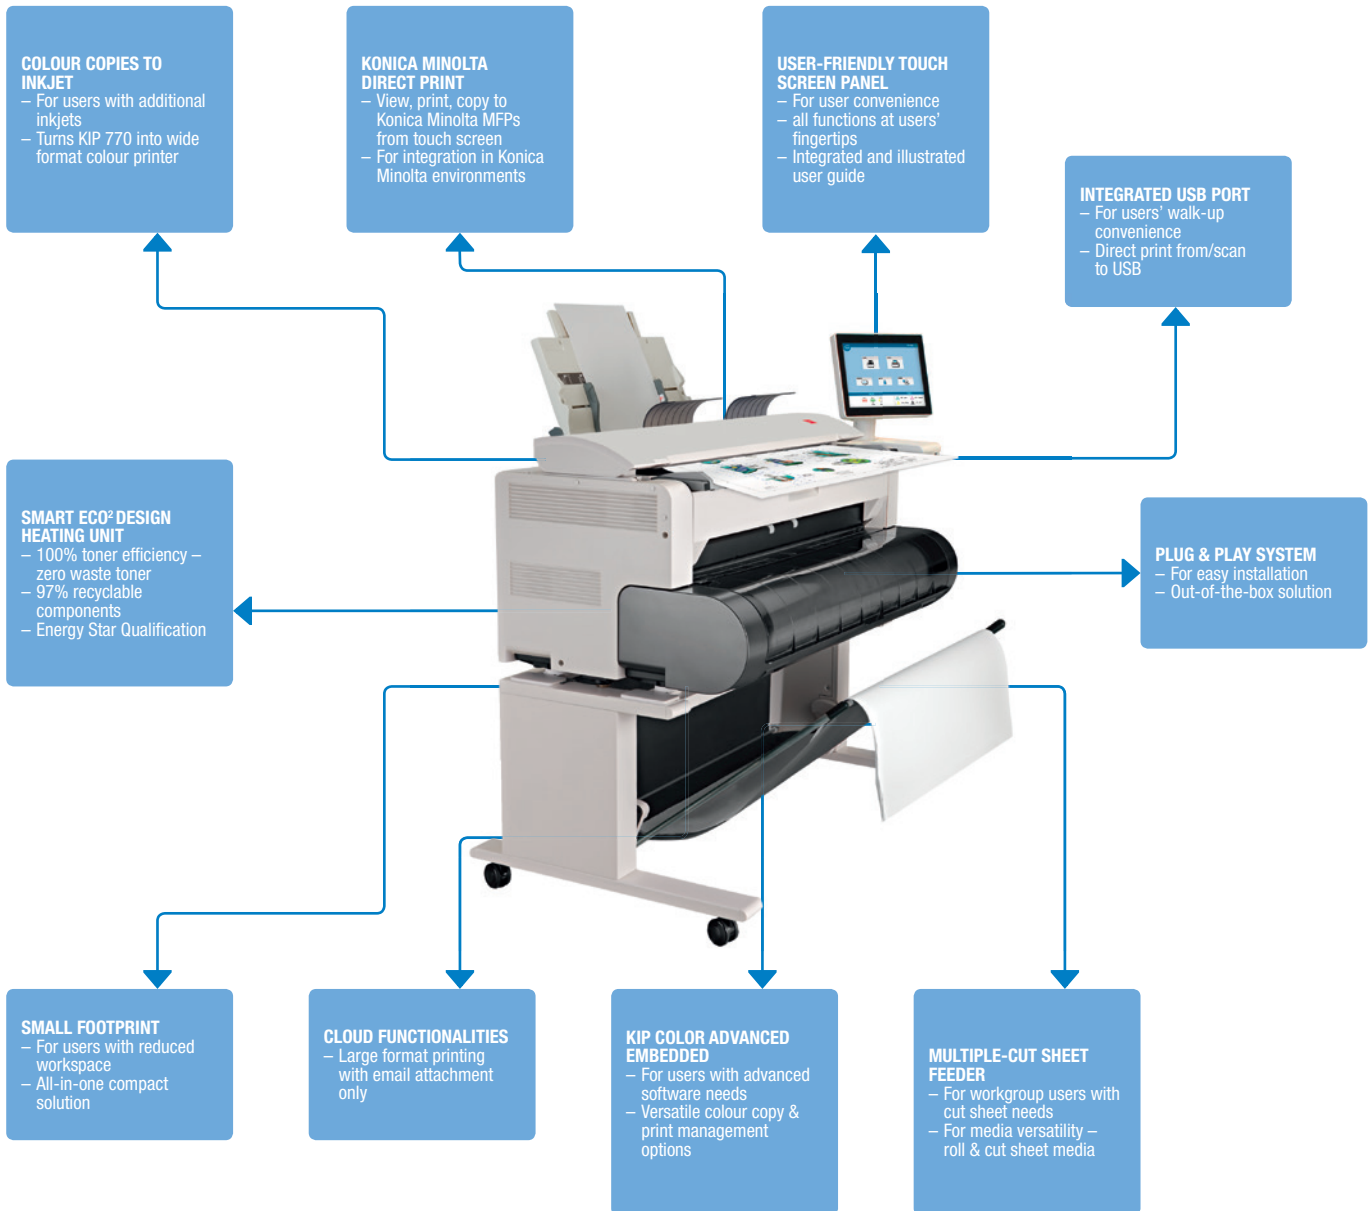 COLOUR COPIES TO
INKJET
– For users with additional
inkjets
– Turns KIP 770 into wide
format colour printer
KONICA MINOLTA
DIRECT PRINT
– View, print, copy to
Konica Minolta MFPs
from touch screen
– For integration in Konica
Minolta environments
USER-FRIENDLY TOUCH
SCREEN PANEL
– For user convenience
– all functions at users'
fingertips
– Integrated and illustrated
user guide
INTEGRATED USB PORT
– For users' walk-up
convenience
– Direct print from/scan
to USB
SMART ECO² DESIGN
HEATING UNIT
– 100% toner efficiency –
zero waste toner
– 97% recyclable
components
– Energy Star Qualification
PLUG & PLAY SYSTEM
– For easy installation
– Out-of-the-box solution
SMALL FOOTPRINT
– For users with reduced
workspace
– All-in-one compact
solution
CLOUD FUNCTIONALITIES
– Large format printing
with email attachment
only
KIP COLOR ADVANCED
EMBEDDED
– For users with advanced
software needs
– Versatile colour copy &
print management
options
MULTIPLE-CUT SHEET
FEEDER
– For workgroup users with
cut sheet needs
– For media versatility –
roll & cut sheet media